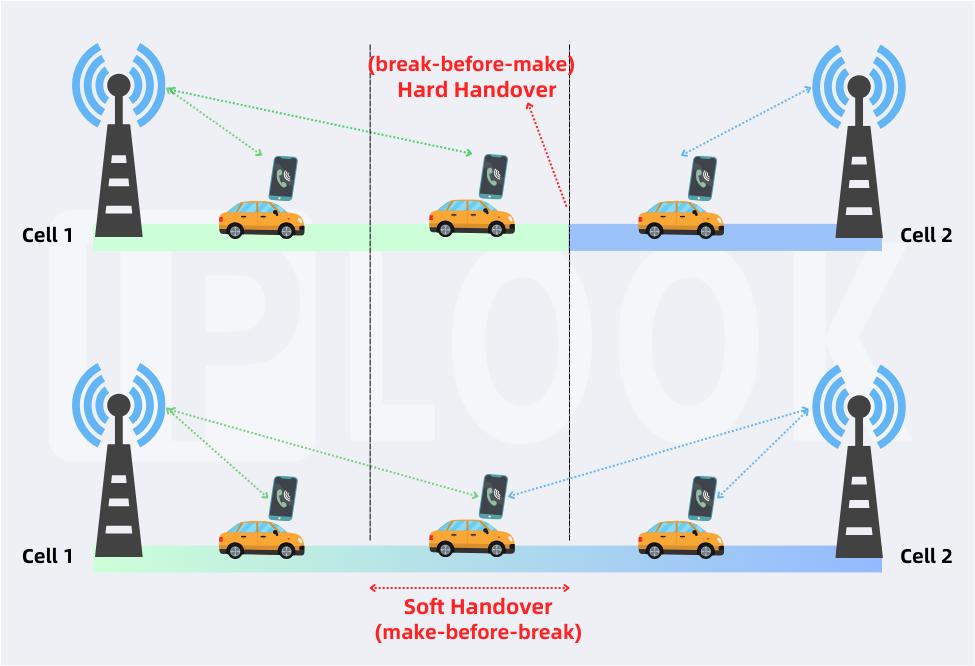 (break-before-make)
Hard Handover
Cell 1
Cell 2
IPLOOK
Cell 1
Cell 2
Soft Handover
(make-before-break)